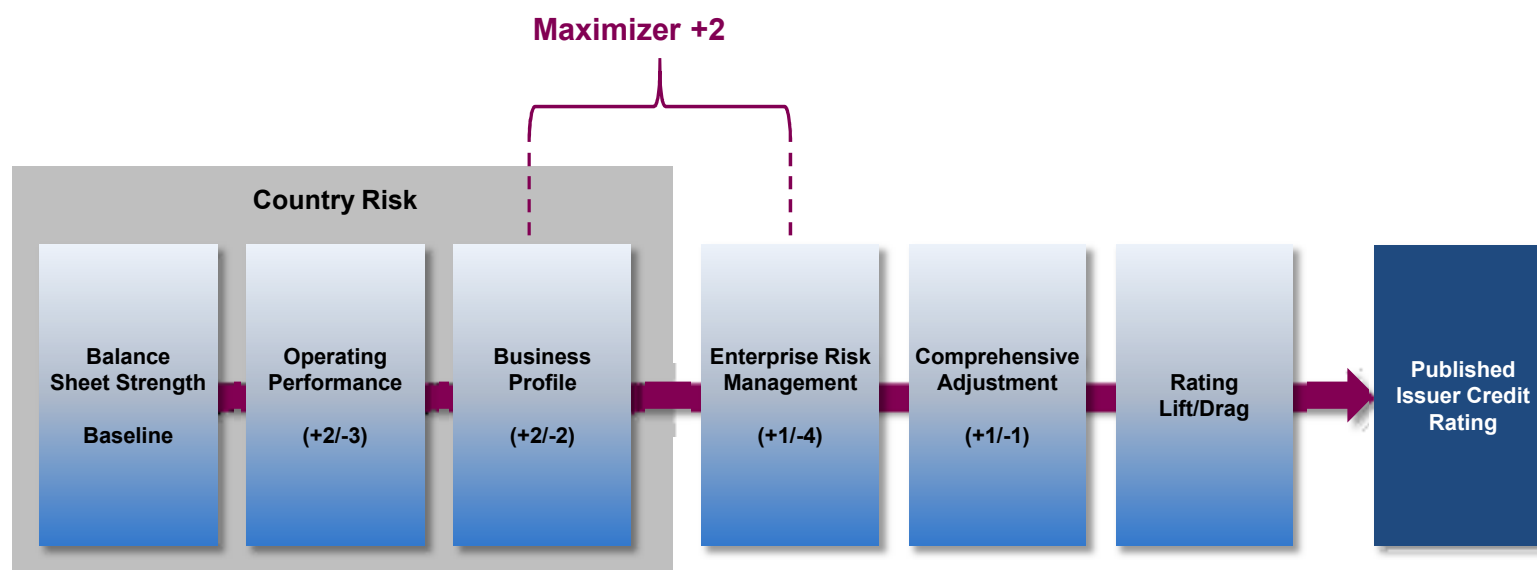 Maximizer +2
Country Risk
Balance
Sheet Strength
Baseline
Operating
Performance
(+2/-3)
Business
Profile
(+2/-2)
Enterprise Risk
Management
(+1/-4)
Comprehensive
Adjustment
(+1/-1)
Rating
Lift/Drag
Published
Issuer Credit
Rating